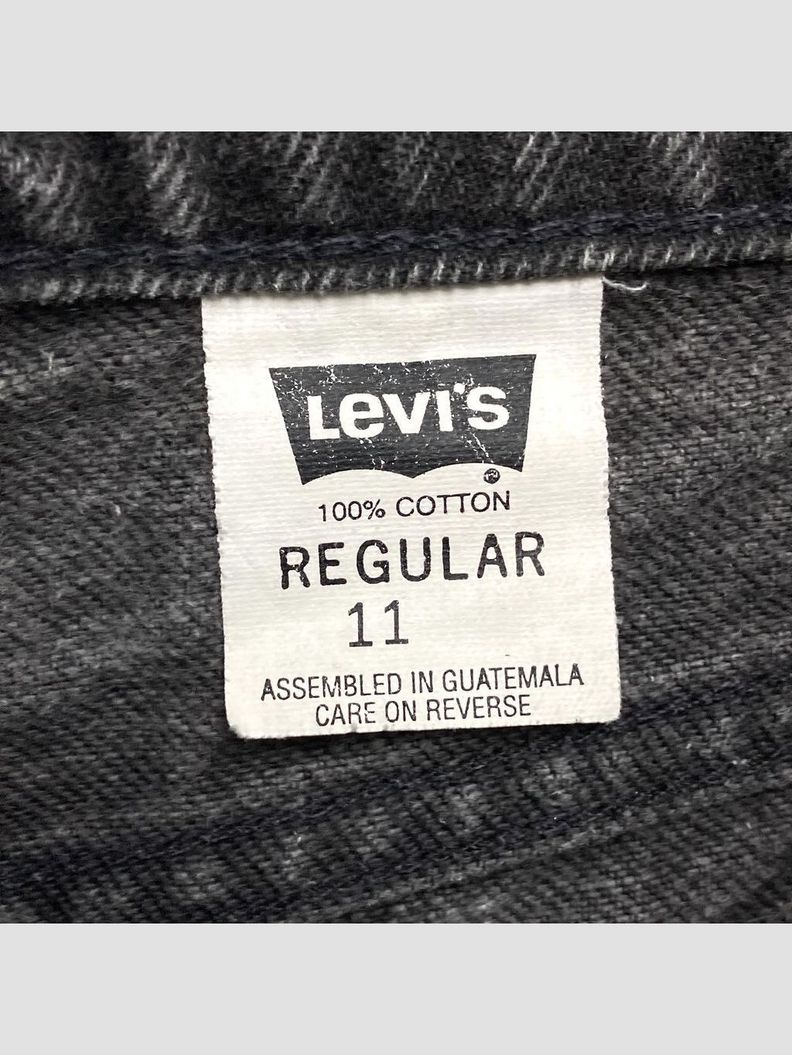 Levi's
®
100% COTTON
REGULAR
11
ASSEMBLED IN GUATEMALA
CARE ON REVERSE